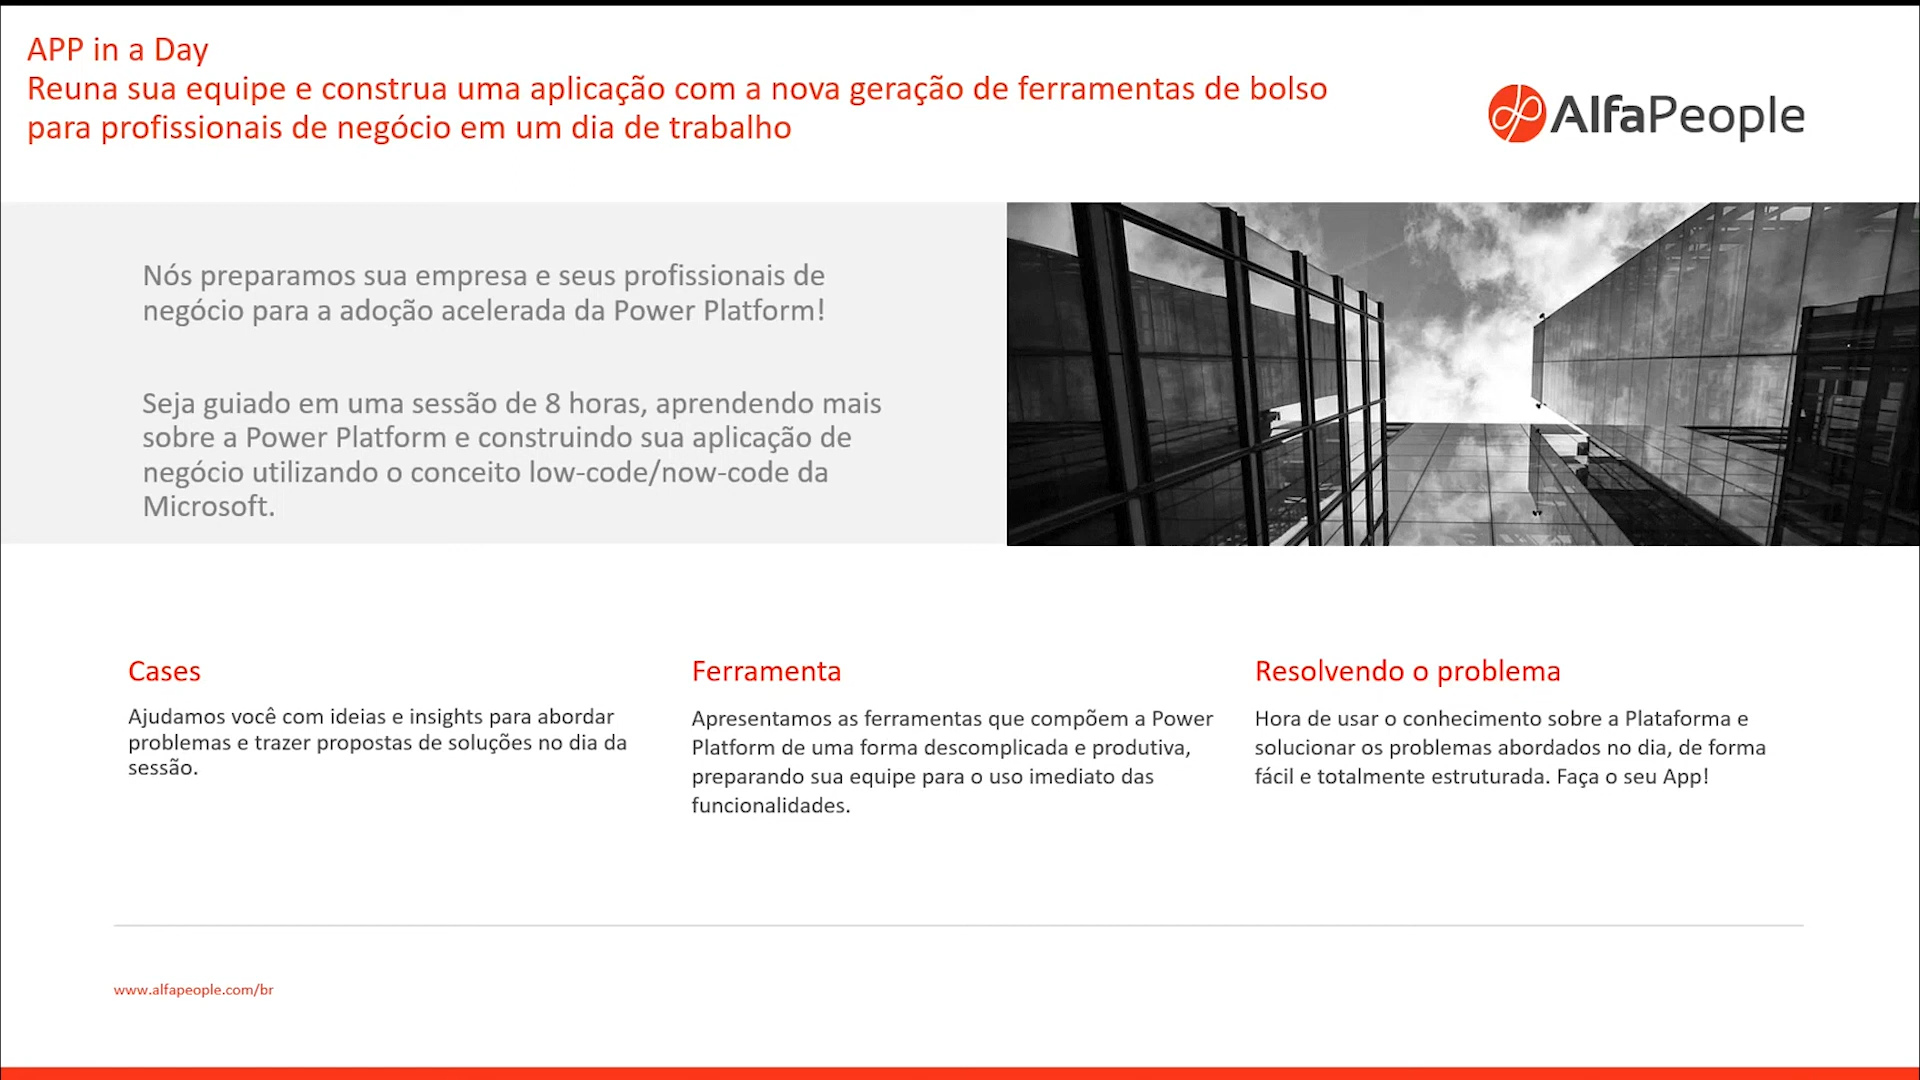 APP in a Day
Reuna sua equipe e construa uma aplicação com a nova geração de ferramentas de bolso
para profissionais de negócio em um dia de trabalho
AlfaPeople
Nós preparamos sua empresa e seus profissionais de
negócio para a adoção acelerada da Power Platform!
Seja guiado em uma sessão de 8 horas, aprendendo mais
sobre a Power Platform e construindo sua aplicação de
negócio utilizando o conceito low-code/now-code da
Microsoft.
Cases
Ajudamos você com ideias e insights para abordar
problemas e trazer propostas de soluções no dia da
sessão.
Ferramenta
Apresentamos as ferramentas que compõem a Power
Platform de uma forma descomplicada e produtiva,
preparando sua equipe para o uso imediato das
funcionalidades.
Resolvendo o problema
Hora de usar o conhecimento sobre a Plataforma e
solucionar os problemas abordados no dia, de forma
fácil e totalmente estruturada. Faça o seu App!
www.alfapeople.com/br